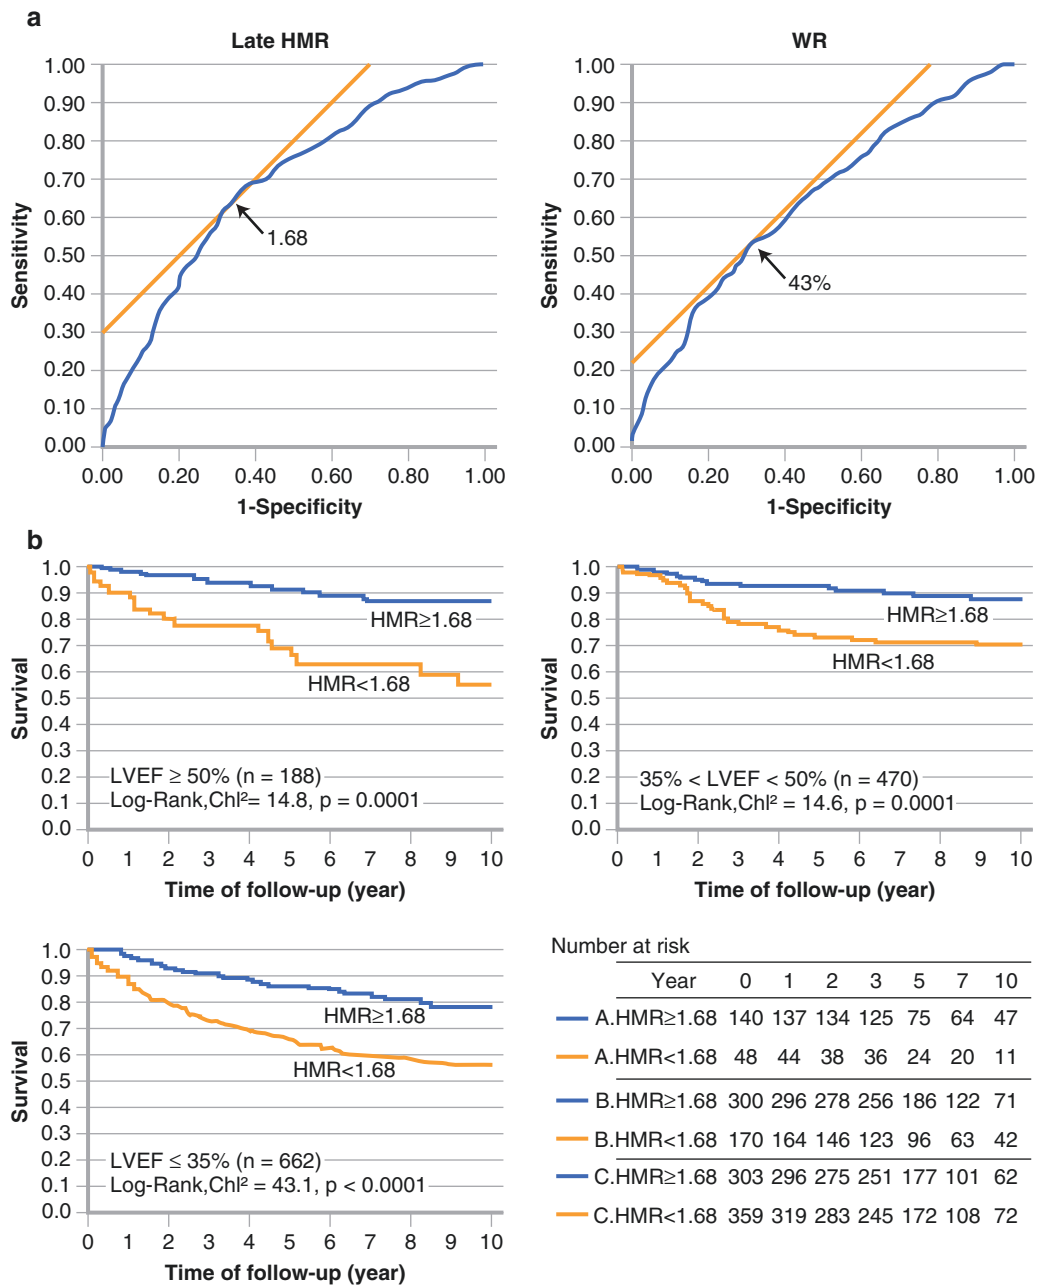 a
Late HMR
1.00
0.90
0.80
0.70
0.60
0.50
0.40
0.30
0.20
0.10
0.00
Sensitivity
1.68
0.00 0.20 0.40 0.60 0.80 1.00
1-Specificity
WR
1.00
0.90
0.80
0.70
0.60
0.50
0.40
0.30
0.20
0.10
0.00
Sensitivity
43%
0.00 0.20 0.40 0.60 0.80 1.00
1-Specificity
b
1.0
0.9
0.8
0.7
0.6
0.5
0.4
0.3
0.2
0.1
0.0
Survival
HMR≥1.68
HMR<1.68
LVEF ≥ 50% (n = 188)
Log-Rank,Chl²= 14.8, p = 0.0001
0 1 2 3 4 5 6 7 8 9 10
Time of follow-up (year)
1.0
0.9
0.8
0.7
0.6
0.5
0.4
0.3
0.2
0.1
0.0
Survival
HMR≥1.68
HMR<1.68
35% < LVEF < 50% (n = 470)
Log-Rank,Chl² = 14.6, p = 0.0001
0 1 2 3 4 5 6 7 8 9 10
Time of follow-up (year)
1.0
0.9
0.8
0.7
0.6
0.5
0.4
0.3
0.2
0.1
0.0
Survival
HMR≥1.68
HMR<1.68
LVEF ≤ 35% (n = 662)
Log-Rank,Chl² = 43.1, p < 0.0001
0 1 2 3 4 5 6 7 8 9 10
Time of follow-up (year)
Number at risk
Year 0 1 2 3 5 7 10
A.HMR≥1.68 140 137 134 125 75 64 47
A.HMR<1.68 48 44 38 36 24 20 11
B.HMR≥1.68 300 296 278 256 186 122 71
B.HMR<1.68 170 164 146 123 96 63 42
C.HMR≥1.68 303 296 275 251 177 101 62
C.HMR<1.68 359 319 283 245 172 108 72